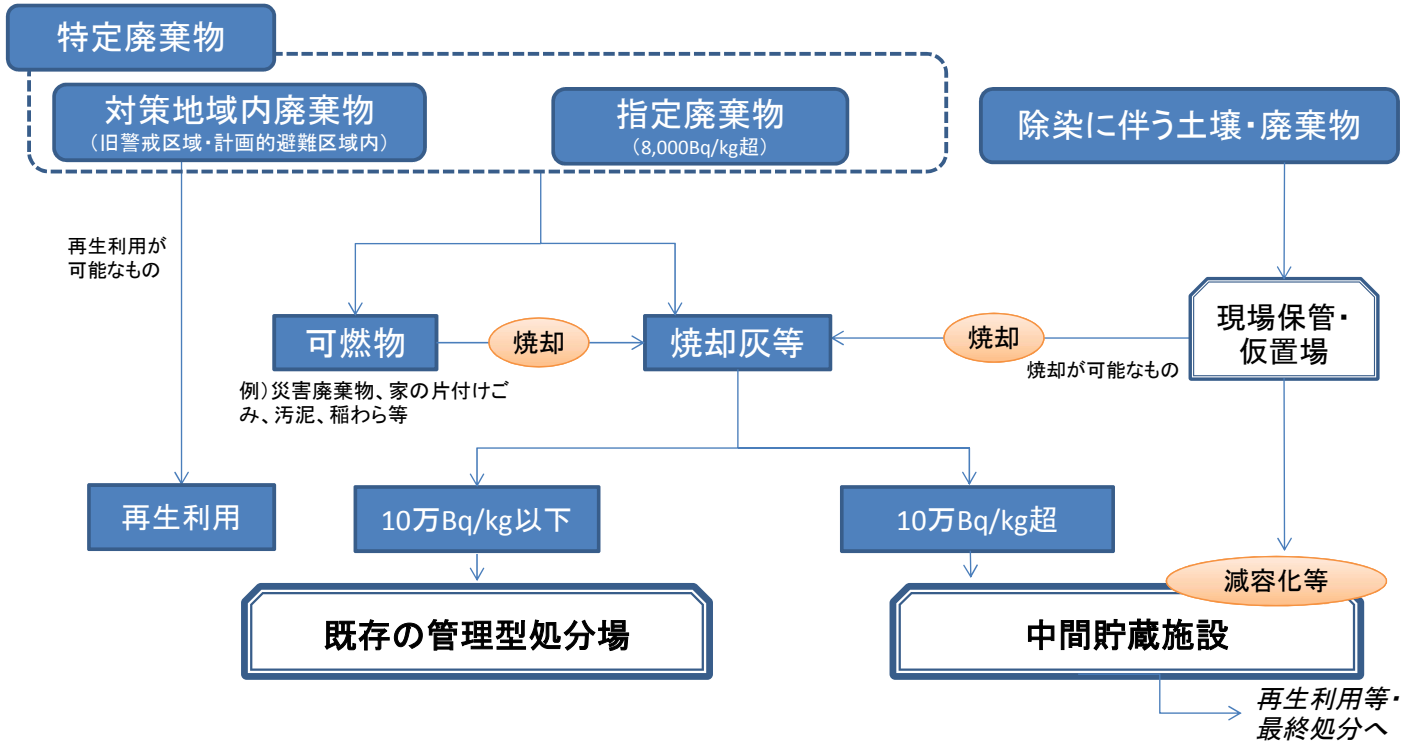 特定廃棄物
対策地域内廃棄物
（旧警戒区域・計画的避難区域内）
指定廃棄物
（8,000Bq/kg超）
除染に伴う土壌・廃棄物
再生利用が
可能なもの
可燃物
焼却
焼却灰等
焼却
焼却が可能なもの
現場保管・
仮置場
例）災害廃棄物、家の片付けご
み、汚泥、稲わら等
再生利用
10万Bq/kg以下
10万Bq/kg超
減容化等
既存の管理型処分場
中間貯蔵施設
再生利用等・
最終処分へ